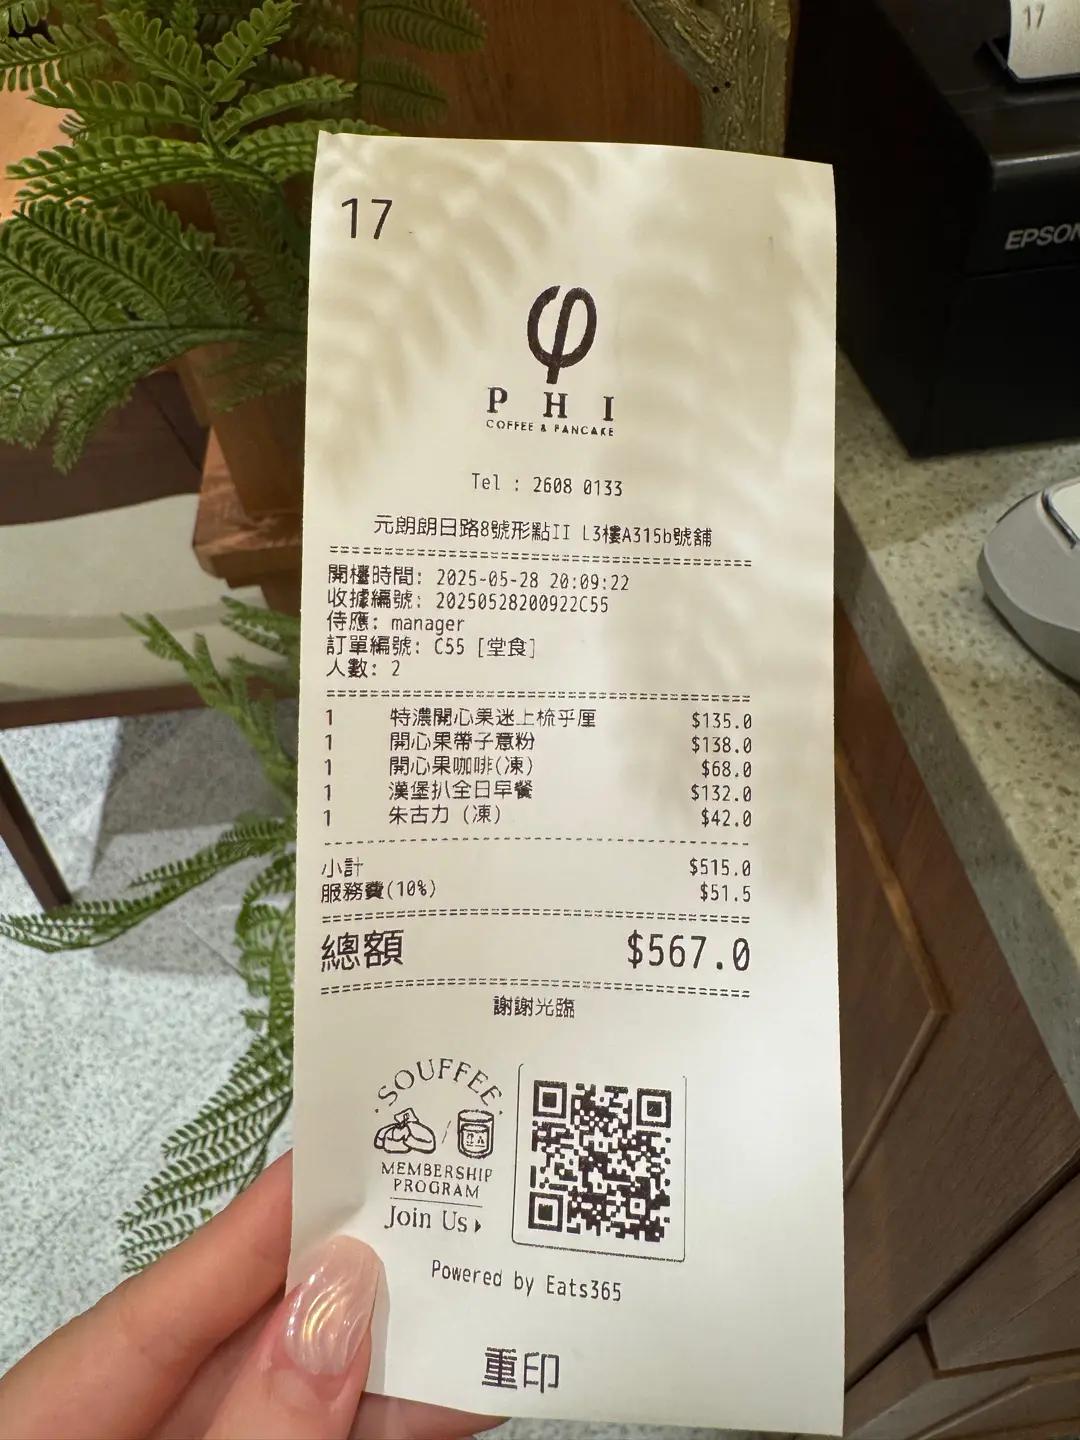 17
EPSON
17
PHI
COFFEE & PANCAKE
Tel : 2608 0133
元朗朗日路8號形點II L3樓A315b號舖
開檯時間: 2025-05-28 20:09:22
收據編號: 20250528200922C55
侍應: manager
訂單編號: C55 [堂食]
人數: 2
1 特濃開心果迷上梳乎厘 $135.0
1 開心果帶子意粉 $138.0
1 開心果咖啡(凍) $68.0
1 漢堡扒全日早餐 $132.0
1 朱古力 (凍) $42.0
小計 $515.0
服務費(10%) $51.5
總額 $567.0
謝謝光臨
SOUFFEE
MEMBERSHIP
PROGRAM
Join Us
Powered by Eats365
重印